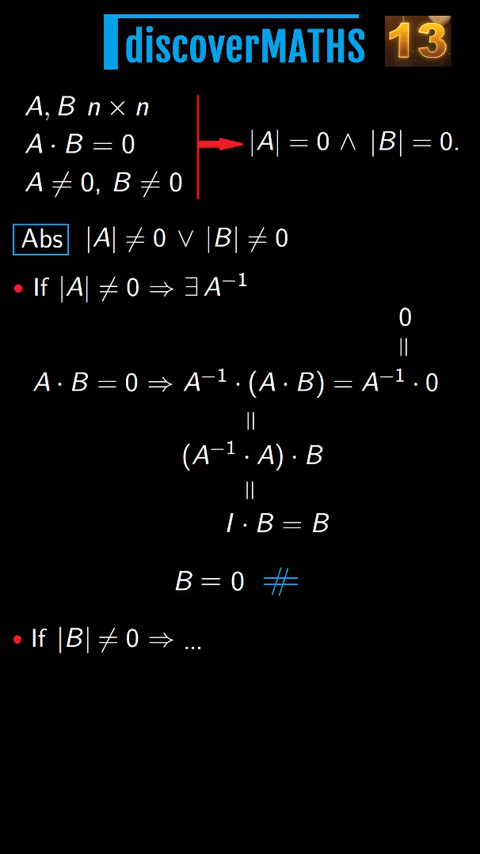 discoverMATHS 13
A, B n × n
A · B = 0
A ≠ 0, B ≠ 0
|A| = 0 ∧ |B| = 0.
Abs |A| ≠ 0 ∨ |B| ≠ 0
• If |A| ≠ 0 ⇒ ∃ A⁻¹
0
=
A · B = 0 ⇒ A⁻¹ · (A · B) = A⁻¹ · 0
=
(A⁻¹ · A) · B
=
I · B = B
B = 0 #
• If |B| ≠ 0 ⇒ ...